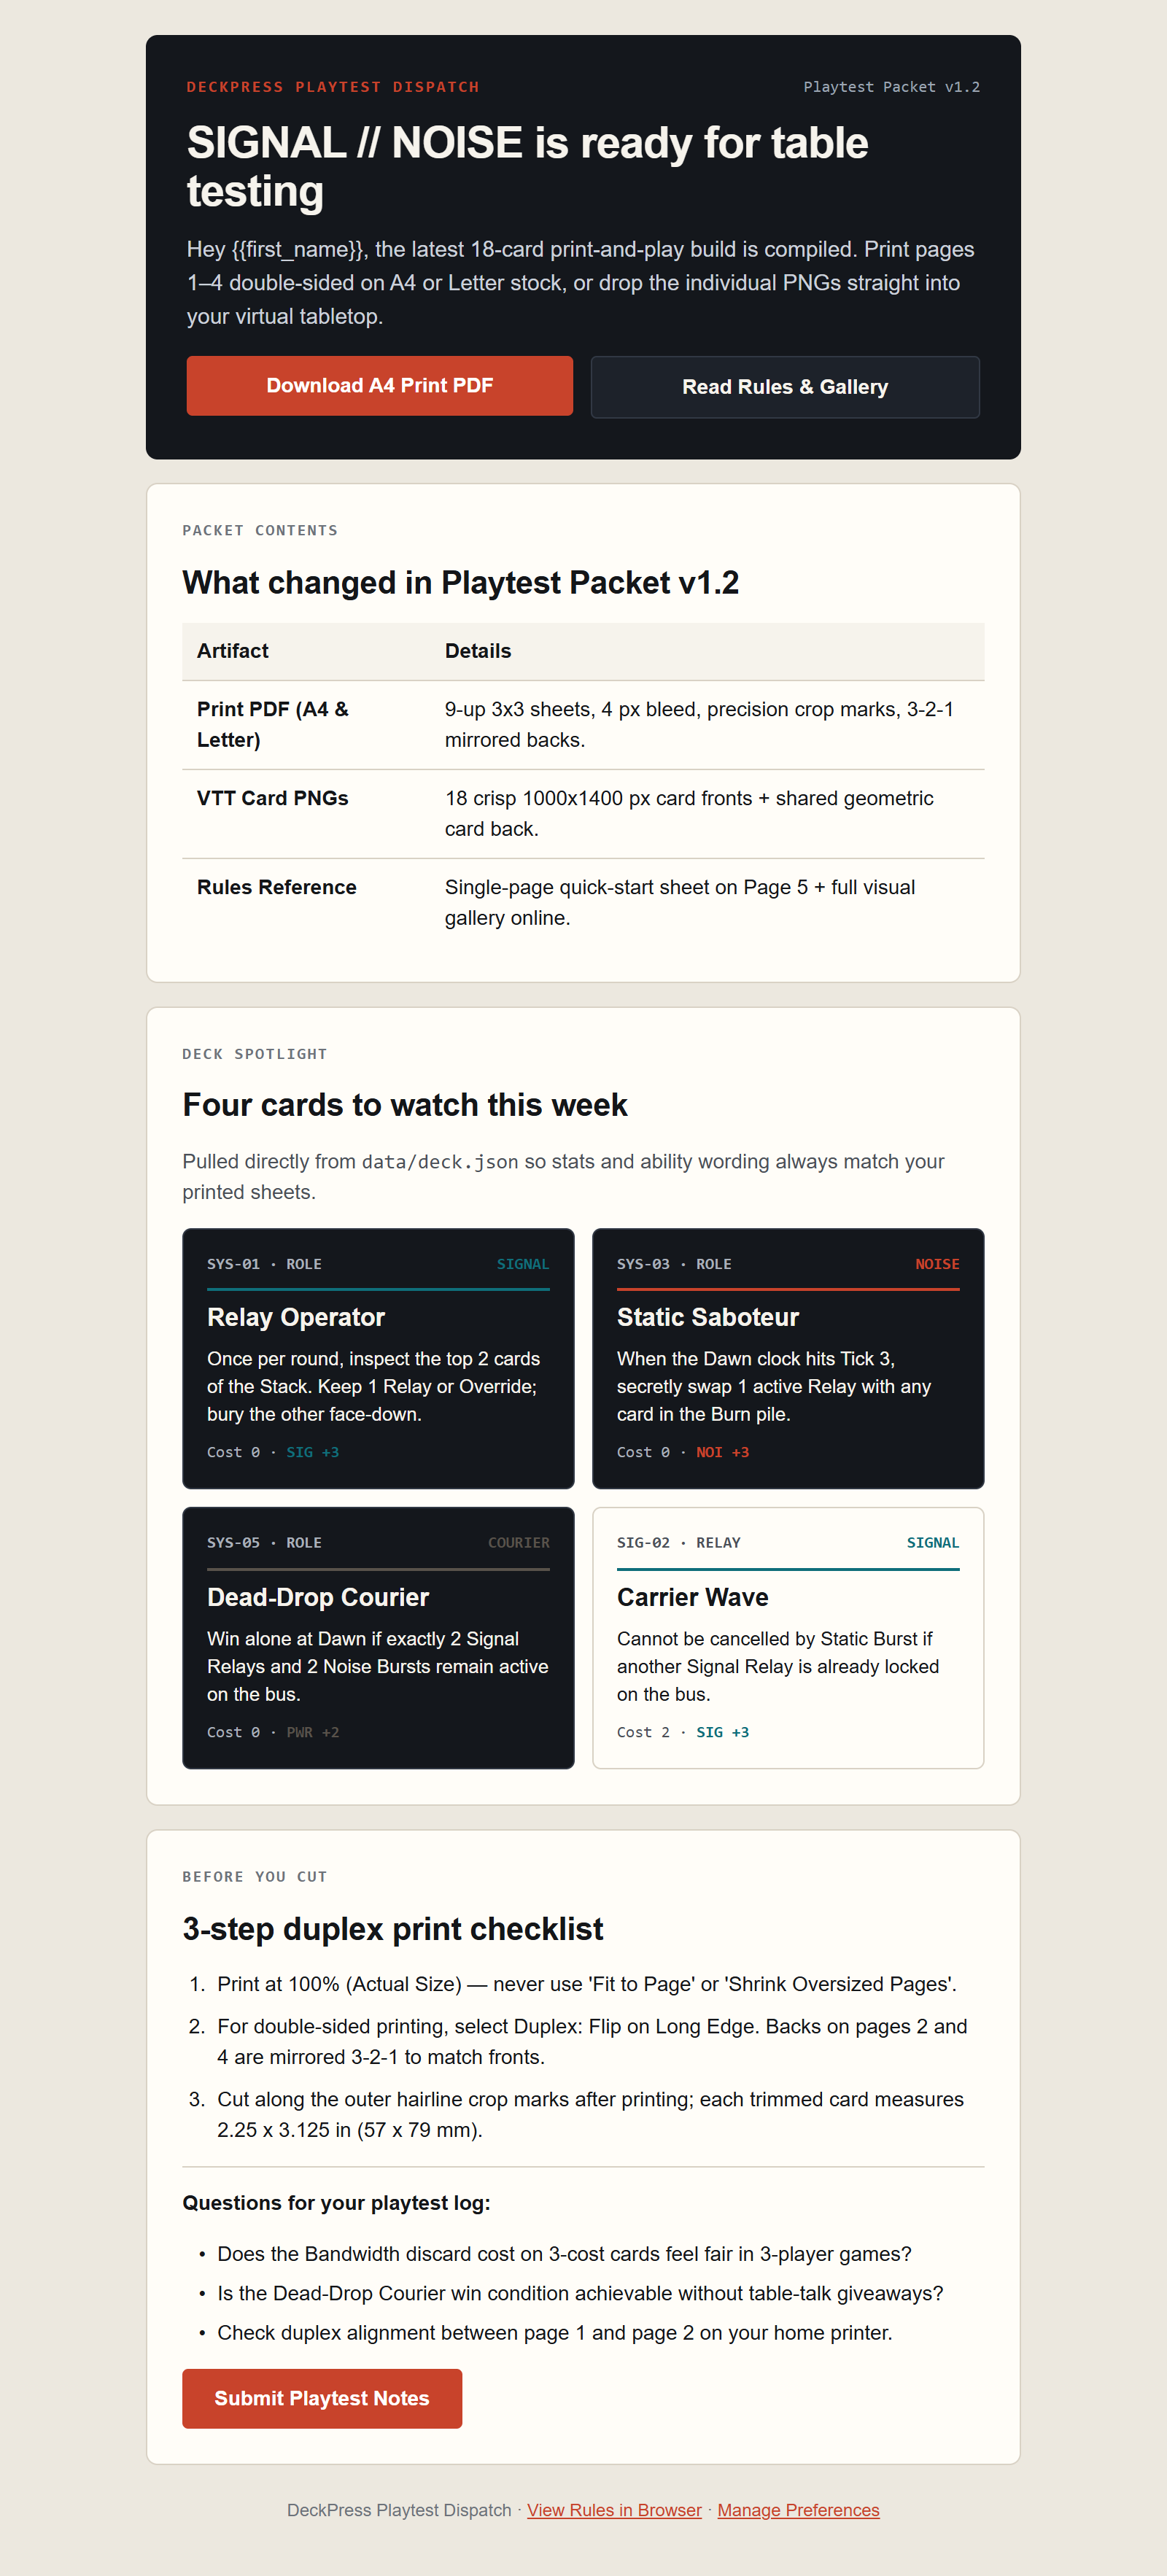 DECKPRESS PLAYTEST DISPATCH
Playtest Packet v1.2
SIGNAL // NOISE is ready for table
testing
Hey {{first_name}}, the latest 18-card print-and-play build is compiled. Print pages
1–4 double-sided on A4 or Letter stock, or drop the individual PNGs straight into
your virtual tabletop.
Download A4 Print PDF
Read Rules & Gallery
PACKET CONTENTS
What changed in Playtest Packet v1.2
Artifact
Details
Print PDF (A4 &
Letter)
9-up 3x3 sheets, 4 px bleed, precision crop marks, 3-2-1
mirrored backs.
VTT Card PNGs
18 crisp 1000x1400 px card fronts + shared geometric
card back.
Rules Reference
Single-page quick-start sheet on Page 5 + full visual
gallery online.
DECK SPOTLIGHT
Four cards to watch this week
Pulled directly from data/deck.json so stats and ability wording always match your
printed sheets.
SYS-01 · ROLE
SIGNAL
Relay Operator
Once per round, inspect the top 2 cards
of the Stack. Keep 1 Relay or Override;
bury the other face-down.
Cost 0 · SIG +3
SYS-03 · ROLE
NOISE
Static Saboteur
When the Dawn clock hits Tick 3,
secretly swap 1 active Relay with any
card in the Burn pile.
Cost 0 · NOI +3
SYS-05 · ROLE
COURIER
Dead-Drop Courier
Win alone at Dawn if exactly 2 Signal
Relays and 2 Noise Bursts remain active
on the bus.
Cost 0 · PWR +2
SIG-02 · RELAY
SIGNAL
Carrier Wave
Cannot be cancelled by Static Burst if
another Signal Relay is already locked
on the bus.
Cost 2 · SIG +3
BEFORE YOU CUT
3-step duplex print checklist
1. Print at 100% (Actual Size) — never use 'Fit to Page' or 'Shrink Oversized Pages'.
2. For double-sided printing, select Duplex: Flip on Long Edge. Backs on pages 2 and
4 are mirrored 3-2-1 to match fronts.
3. Cut along the outer hairline crop marks after printing; each trimmed card measures
2.25 x 3.125 in (57 x 79 mm).
Questions for your playtest log:
• Does the Bandwidth discard cost on 3-cost cards feel fair in 3-player games?
• Is the Dead-Drop Courier win condition achievable without table-talk giveaways?
• Check duplex alignment between page 1 and page 2 on your home printer.
Submit Playtest Notes
DeckPress Playtest Dispatch · View Rules in Browser · Manage Preferences